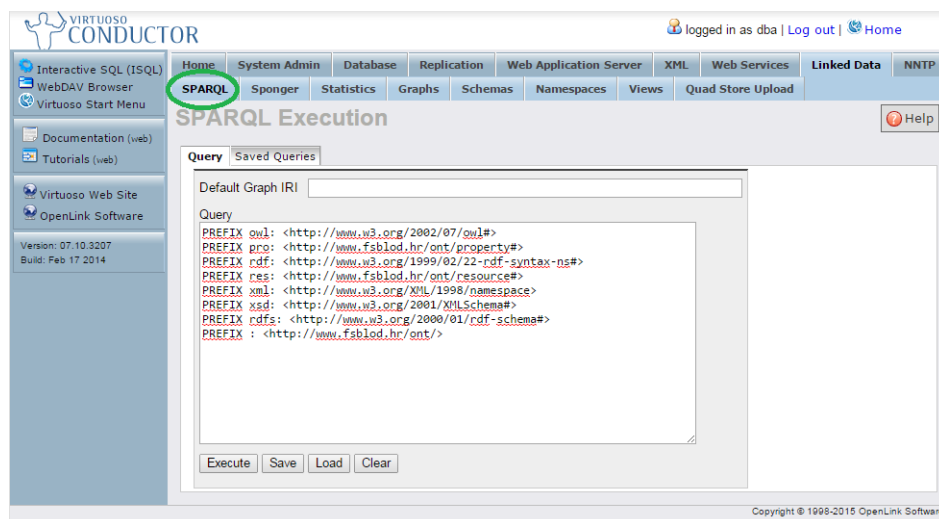 VIRTUOSO
CONDUCTOR
logged in as dba | Log out | Home
Interactive SQL (ISQL)
WebDAV Browser
Virtuoso Start Menu
Documentation (web)
Tutorials (web)
Virtuoso Web Site
OpenLink Software
Version: 07.10.3207
Build: Feb 17 2014
Home System Admin Database Replication Web Application Server XML Web Services Linked Data NNTP
SPARQL Sponger Statistics Graphs Schemas Namespaces Views Quad Store Upload
SPARQL Execution
Help
Query Saved Queries
Default Graph IRI
Query
PREFIX owl: <http://www.w3.org/2002/07/owl#>
PREFIX pro: <http://www.fsblod.hr/ont/property#>
PREFIX rdf: <http://www.w3.org/1999/02/22-rdf-syntax-ns#>
PREFIX res: <http://www.fsblod.hr/ont/resource#>
PREFIX xml: <http://www.w3.org/XML/1998/namespace>
PREFIX xsd: <http://www.w3.org/2001/XMLSchema#>
PREFIX rdfs: <http://www.w3.org/2000/01/rdf-schema#>
PREFIX : <http://www.fsblod.hr/ont/>
Execute Save Load Clear
Copyright © 1998-2015 OpenLink Softwar